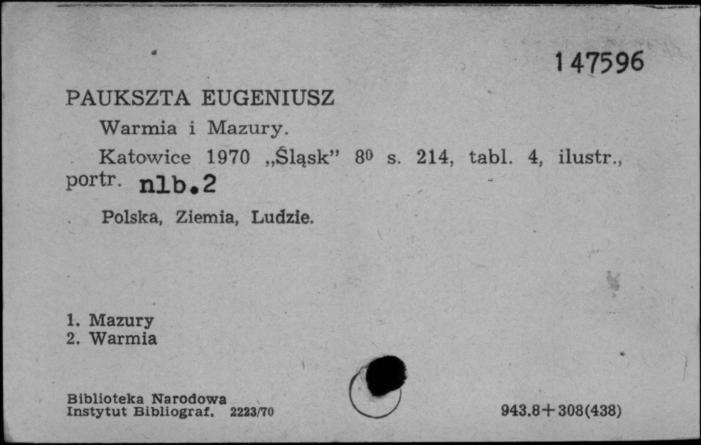 147596
PAUKSZTA EUGENIUSZ
Warmia i Mazury.
Katowice 1970 „Śląsk” 8⁰ s. 214, tabl. 4, ilustr.,
portr. nlb.2
Polska, Ziemia, Ludzie.
1. Mazury
2. Warmia
Biblioteka Narodowa
Instytut Bibliograf. 2223/70
943.8+308(438)